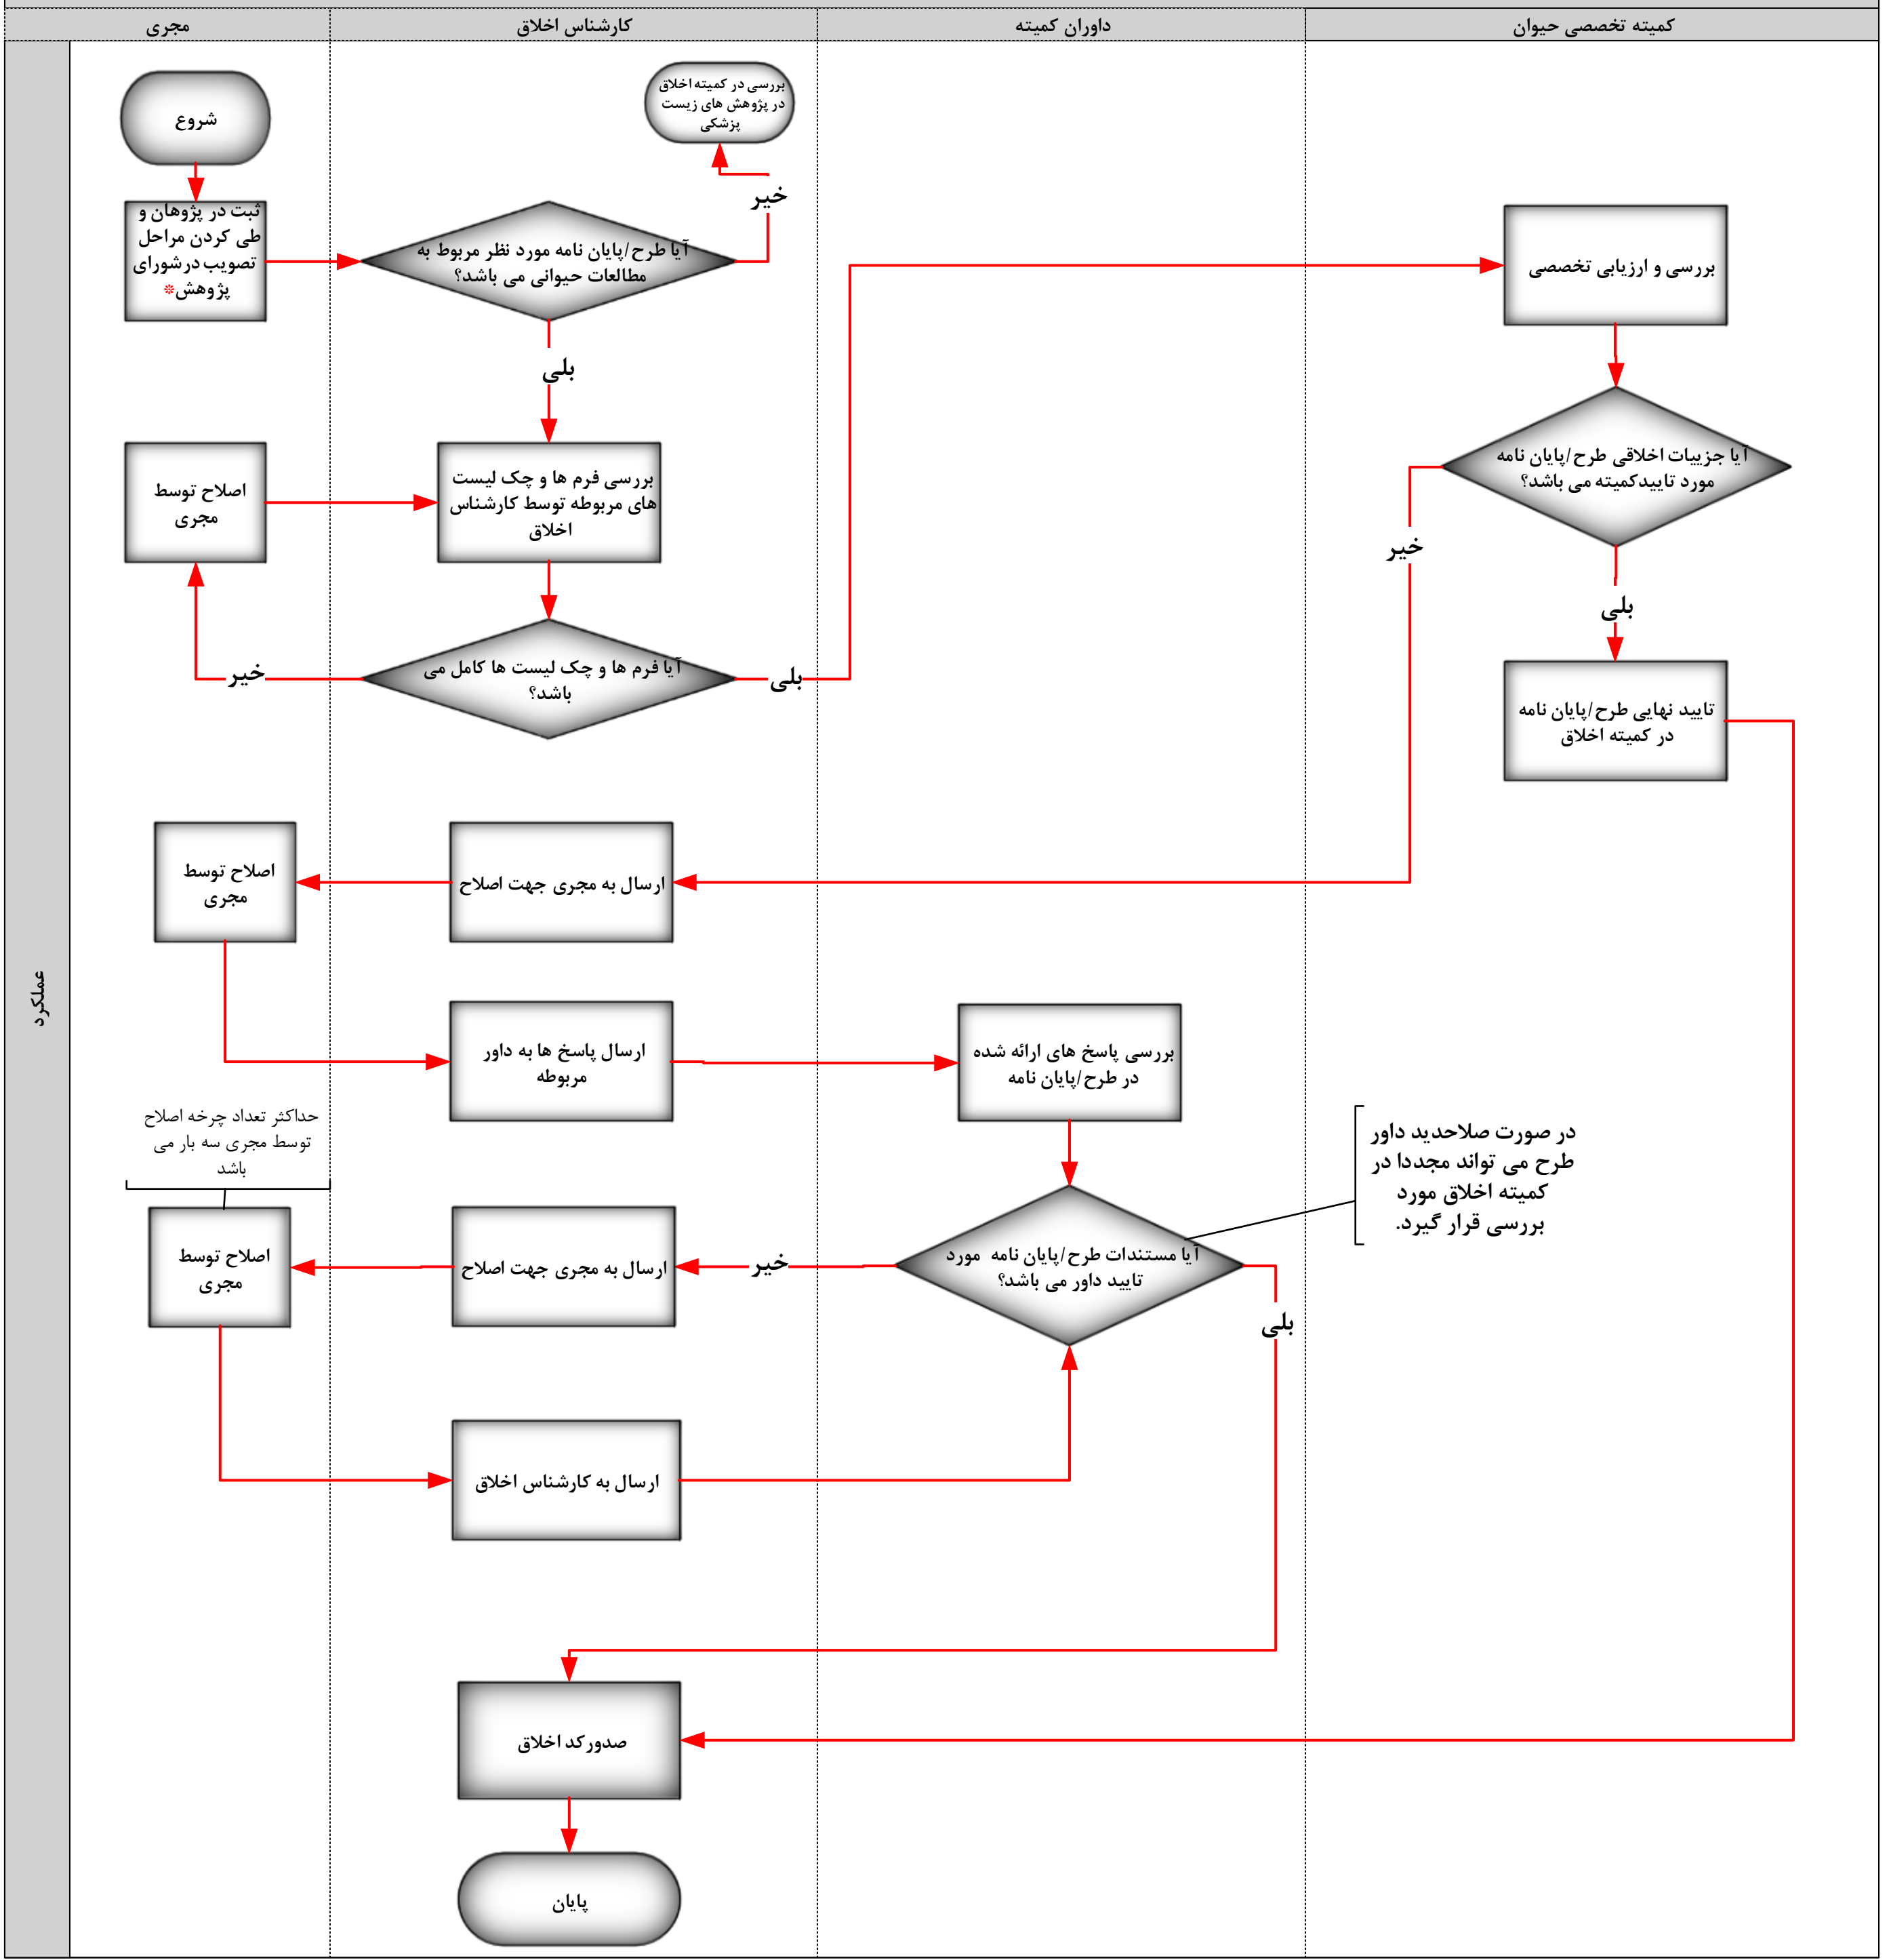 کمیته تخصصی حیوان
داوران کمیته
کارشناس اخلاق
مجری
عملکرد
شروع
ثبت در پژوهان و
طی کردن مراحل
تصویب درشورای
پژوهش*
آیا طرح/پایان نامه مورد نظر مربوط به
مطالعات حیوانی می باشد؟
خیر
بررسی در کمیته اخلاق
در پژوهش های زیست
پزشکی
بلی
بررسی فرم ها و چک لیست
های مربوطه توسط کارشناس
اخلاق
اصلاح توسط
مجری
آیا فرم ها و چک لیست ها کامل می
باشد؟
خیر
بلی
بررسی و ارزیابی تخصصی
آیا جزییات اخلاقی طرح/پایان نامه
مورد تاییدکمیته می باشد؟
خیر
بلی
تایید نهایی طرح/پایان نامه
در کمیته اخلاق
ارسال به مجری جهت اصلاح
اصلاح توسط
مجری
ارسال پاسخ ها به داور
مربوطه
بررسی پاسخ های ارائه شده
در طرح/پایان نامه
در صورت صلاحدید داور
طرح می تواند مجددا در
کمیته اخلاق مورد
بررسی قرار گیرد.
آیا مستندات طرح/پایان نامه مورد
تایید داور می باشد؟
خیر
بلی
ارسال به مجری جهت اصلاح
حداکثر تعداد چرخه اصلاح
توسط مجری سه بار می
باشد
اصلاح توسط
مجری
ارسال به کارشناس اخلاق
صدورکد اخلاق
پایان